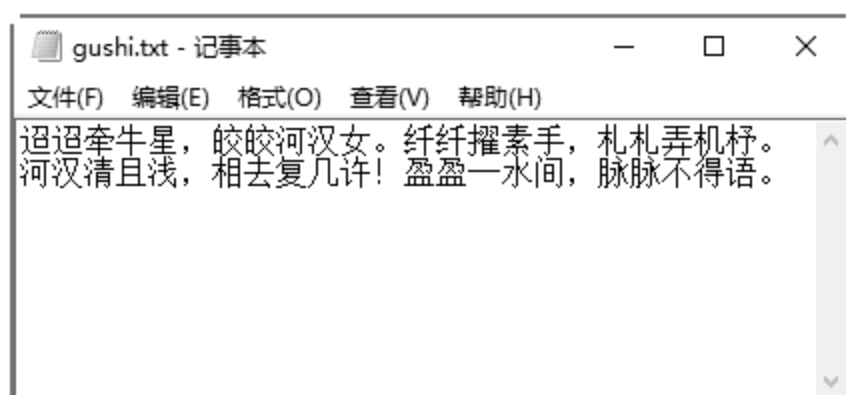 gushi.txt - 记事本
文件(F) 编辑(E) 格式(O) 查看(V) 帮助(H)
迢迢牵牛星，皎皎河汉女。纤纤擢素手，札札弄机杼。
河汉清且浅，相去复几许！盈盈一水间，脉脉不得语。